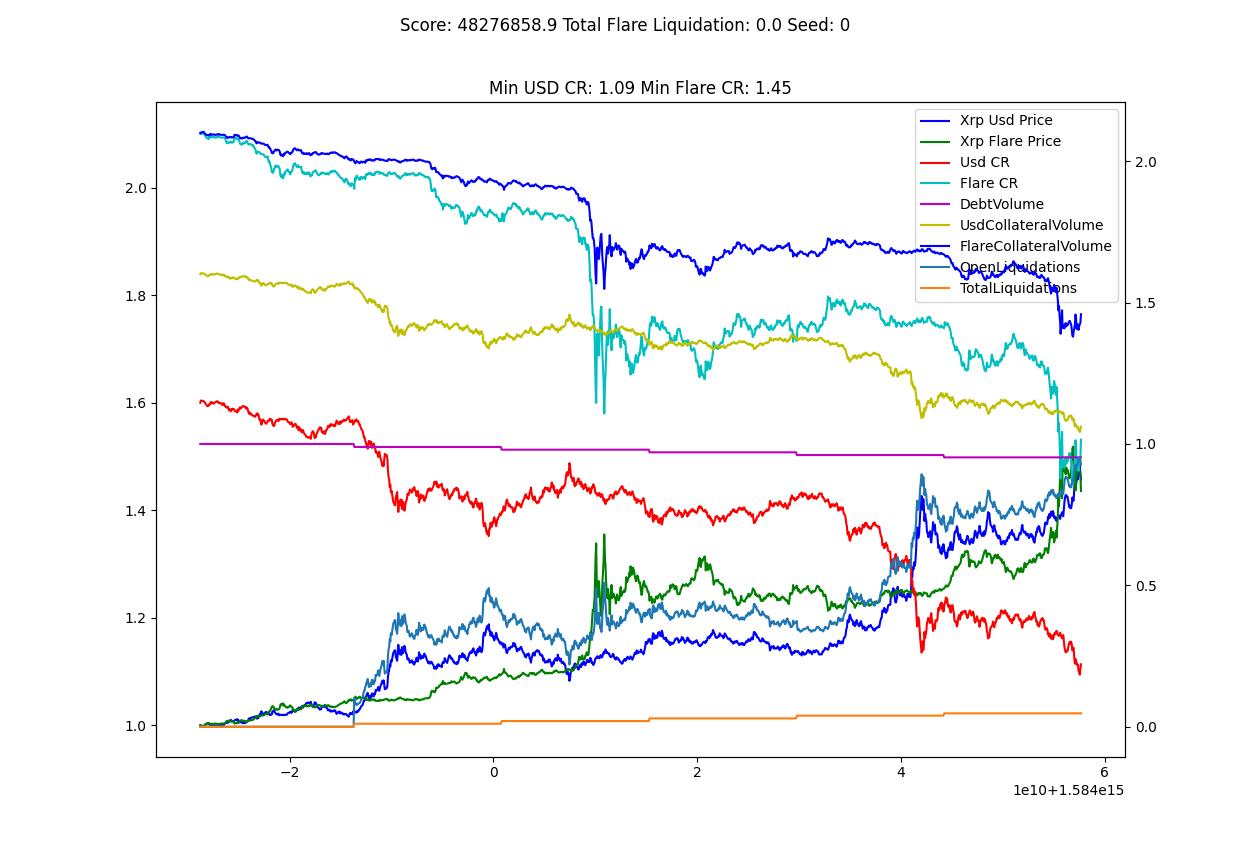 Score: 48276858.9 Total Flare Liquidation: 0.0 Seed: 0
Min USD CR: 1.09 Min Flare CR: 1.45
Xrp Usd Price
Xrp Flare Price
Usd CR
Flare CR
DebtVolume
UsdCollateralVolume
FlareCollateralVolume
OpenLiquidations
TotalLiquidations
2.0
1.8
1.6
1.4
1.2
1.0
2.0
1.5
1.0
0.5
0.0
−2
0
2
4
6
1e10+1.584e15